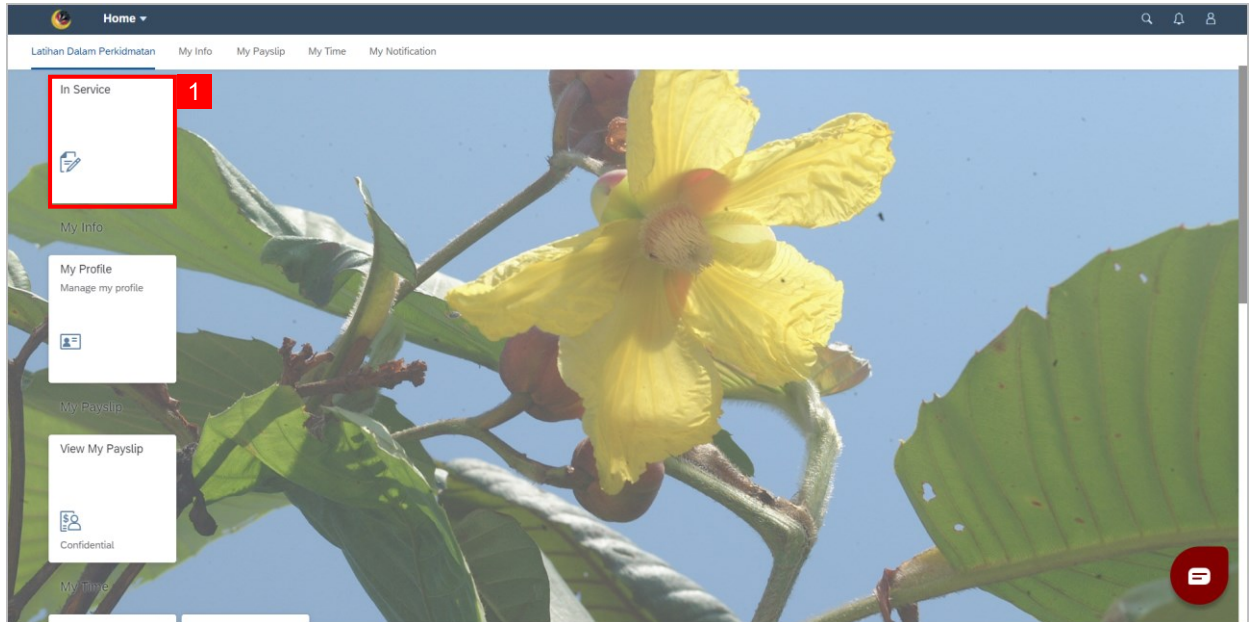 Home
Latihan Dalam Perkidmatan My Info My Payslip My Time My Notification
In Service
1
My Info
My Profile
Manage my profile
My Payslip
View My Payslip
Confidential
My Time